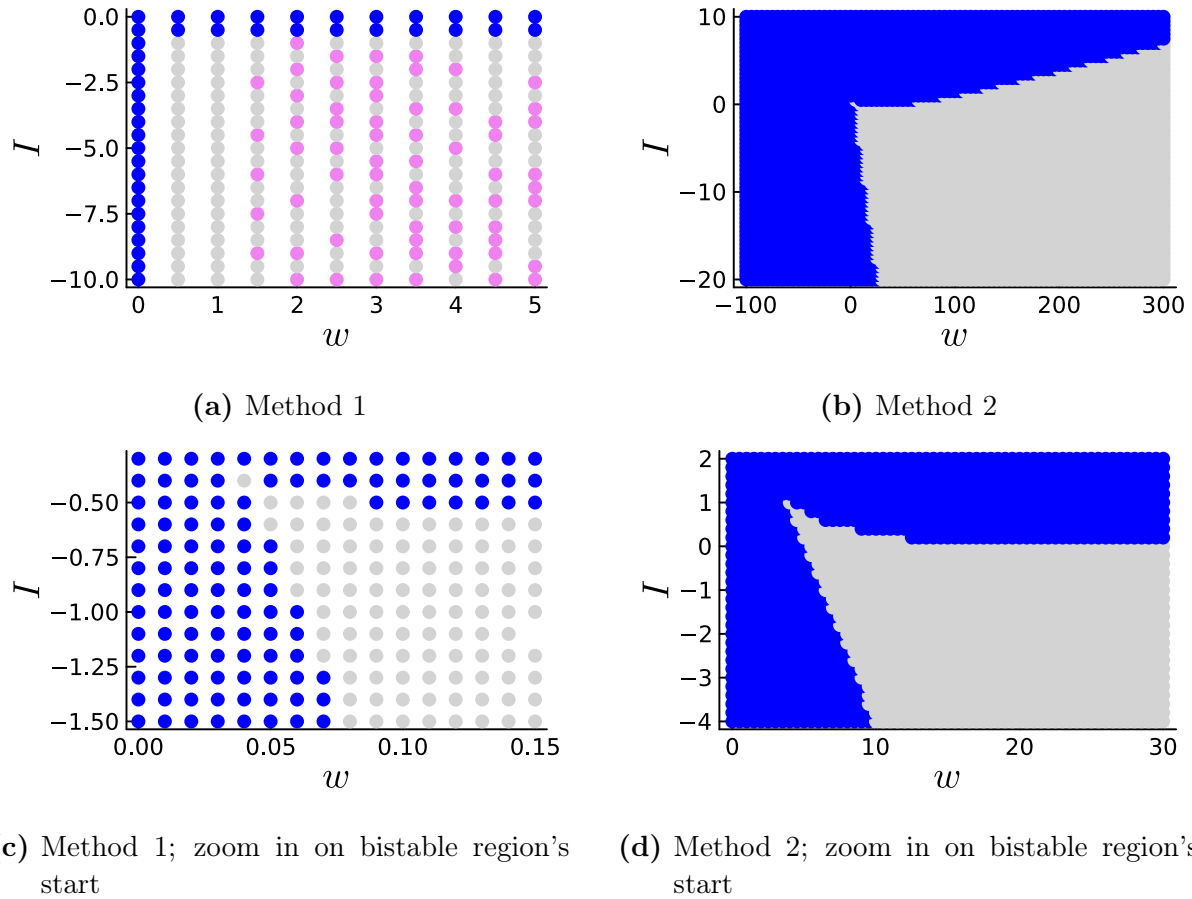 0.0
−2.5
−5.0
−7.5
−10.0
I
0 1 2 3 4 5
w
(a) Method 1
10
0
−10
−20
I
−100 0 100 200 300
w
(b) Method 2
−0.50
−0.75
−1.00
−1.25
−1.50
I
0.00 0.05 0.10 0.15
w
c) Method 1; zoom in on bistable region's
start
2
1
0
−1
−2
−3
−4
I
0 10 20 30
w
(d) Method 2; zoom in on bistable region's
start